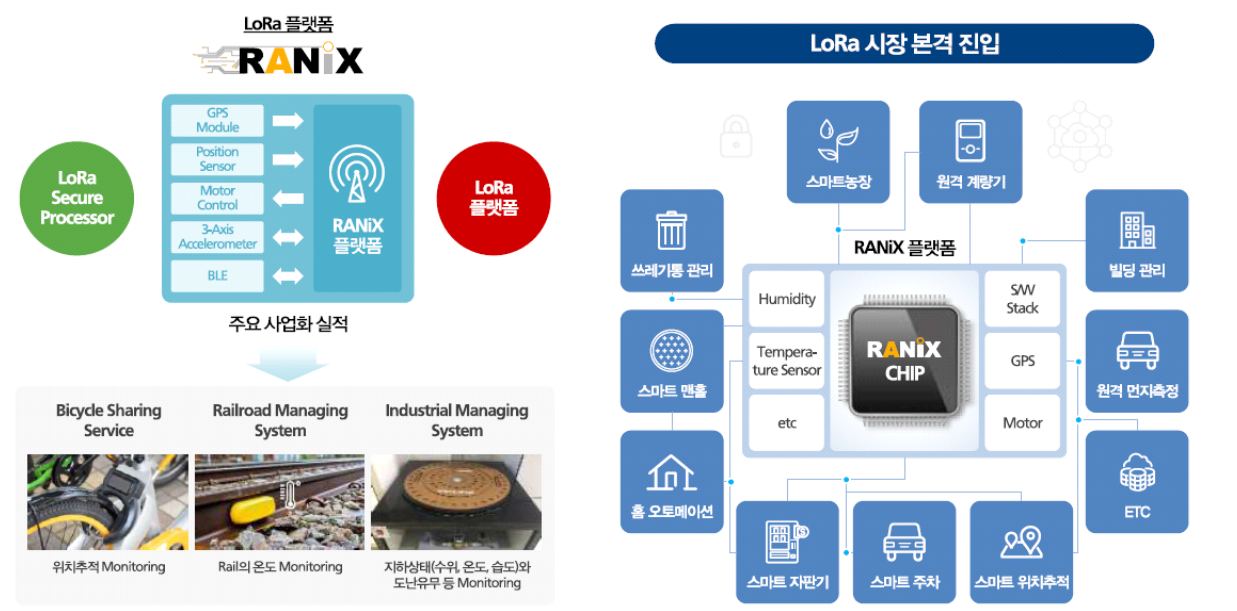 LoRa 플랫폼
RANiX
GPS
Module
Position
Sensor
Motor
Control
3-Axis
Accelerometer
BLE
RANiX
플랫폼
LoRa
Secure
Processor
LoRa
플랫폼
주요 사업화 실적
Bicycle Sharing
Service
위치추적 Monitoring
Railroad Managing
System
Rail의 온도 Monitoring
Industrial Managing
System
지하상태(수위, 온도, 습도)와
도난유무 등 Monitoring
LoRa 시장 본격 진입
스마트농장
원격 계량기
쓰레기통 관리
RANiX 플랫폼
빌딩 관리
Humidity
Tempera-
ture Sensor
etc
RANiX
CHIP
S/W
Stack
GPS
Motor
스마트 맨홀
원격 먼지측정
홈 오토메이션
ETC
스마트 자판기
스마트 주차
스마트 위치추적